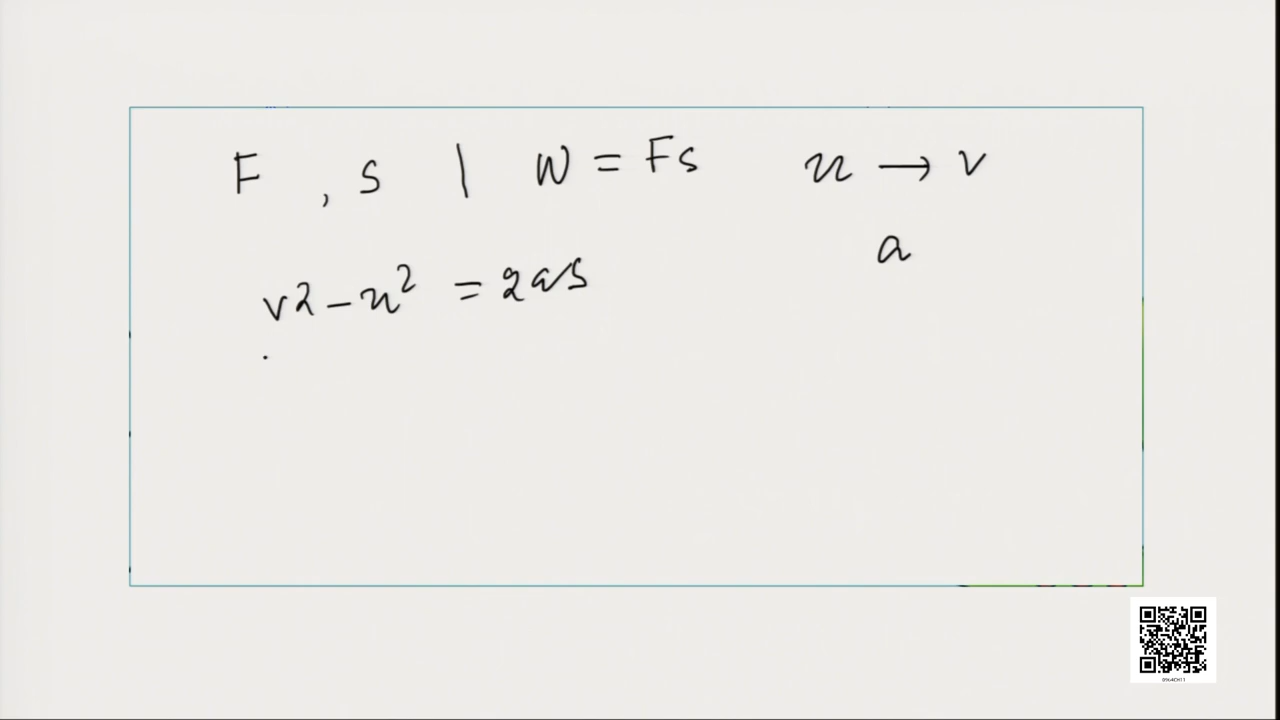 F , s | W = Fs u → v
a
v2 - u² = 2as